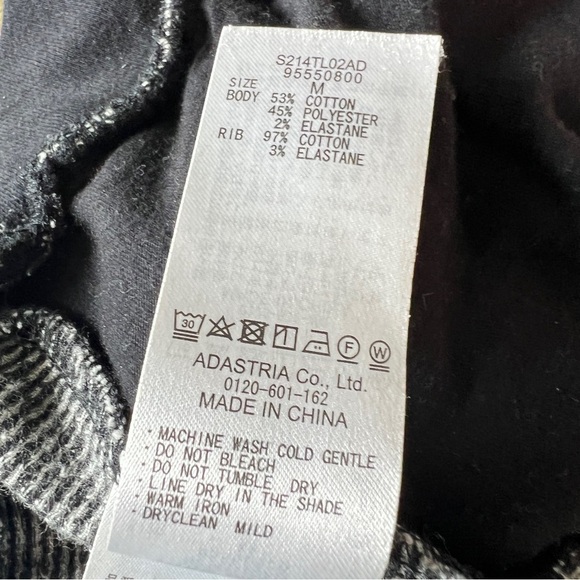 S214TL02AD
95550800
SIZE M
BODY 53% COTTON
45% POLYESTER
2% ELASTANE
RIB 97% COTTON
3% ELASTANE
30
F W
ADASTRIA Co., Ltd.
0120-601-162
MADE IN CHINA
・MACHINE WASH COLD GENTLE
・DO NOT BLEACH
・DO NOT TUMBLE DRY
・LINE DRY IN THE SHADE
・WARM IRON
・DRYCLEAN MILD